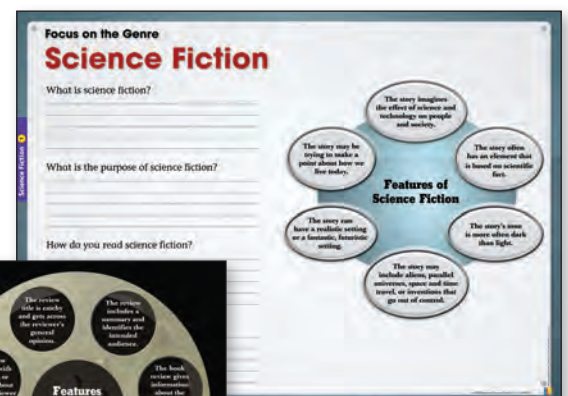 Focus on the Genre
Science Fiction
What is science fiction?
What is the purpose of science fiction?
How do you read science fiction?
Science Fiction
Features of
Science Fiction
The story imagines
the effect of science and
technology on people
and society.
The story often
has an element that
is based on scientific
fact.
The story's tone
is more often dark
than light.
The story may
include aliens, parallel
universes, space and time
travel, or inventions that
go out of control.
The story can
have a realistic setting
or a fantastic, futuristic
setting.
The story may be
trying to make a
point about how we
live today.
The review
title is catchy
and gets across
the reviewer's
general
opinion.
The review
includes a
summary and
identifies the
intended
audience.
The book
review gives
information
about the
Features